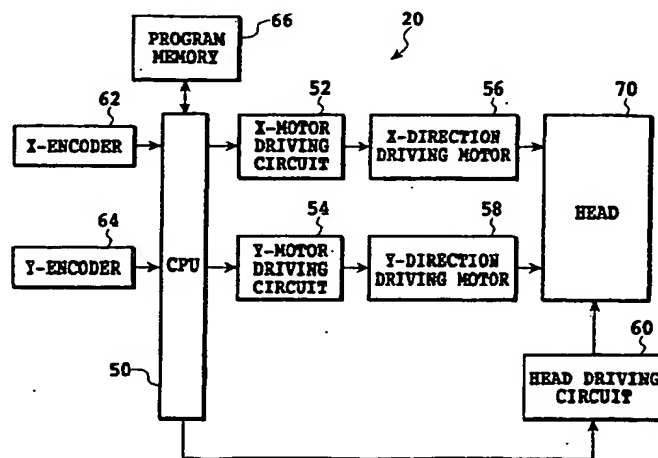 66
20
PROGRAM
MEMORY
62
52
56
70
X-ENCODER
X-MOTOR
DRIVING
CIRCUIT
X-DIRECTION
DRIVING MOTOR
HEAD
64
54
58
Y-ENCODER
CPU
Y-MOTOR
DRIVING
CIRCUIT
Y-DIRECTION
DRIVING MOTOR
60
50
HEAD DRIVING
CIRCUIT